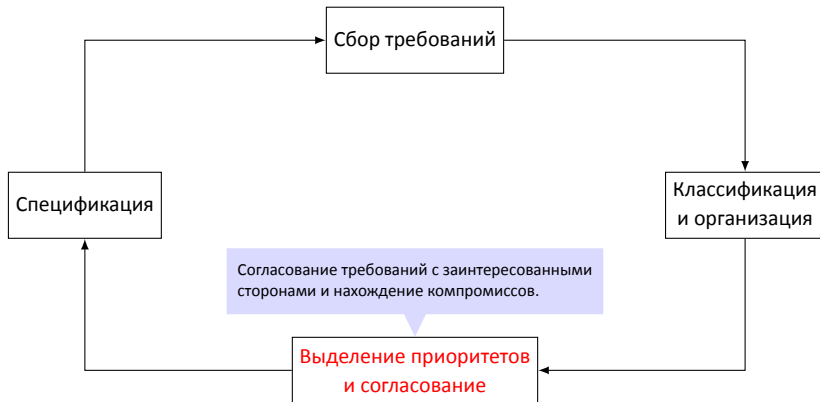 Сбор требований
Спецификация
Классификация
и организация
Согласование требований с заинтересованными
сторонами и нахождение компромиссов.
Выделение приоритетов
и согласование